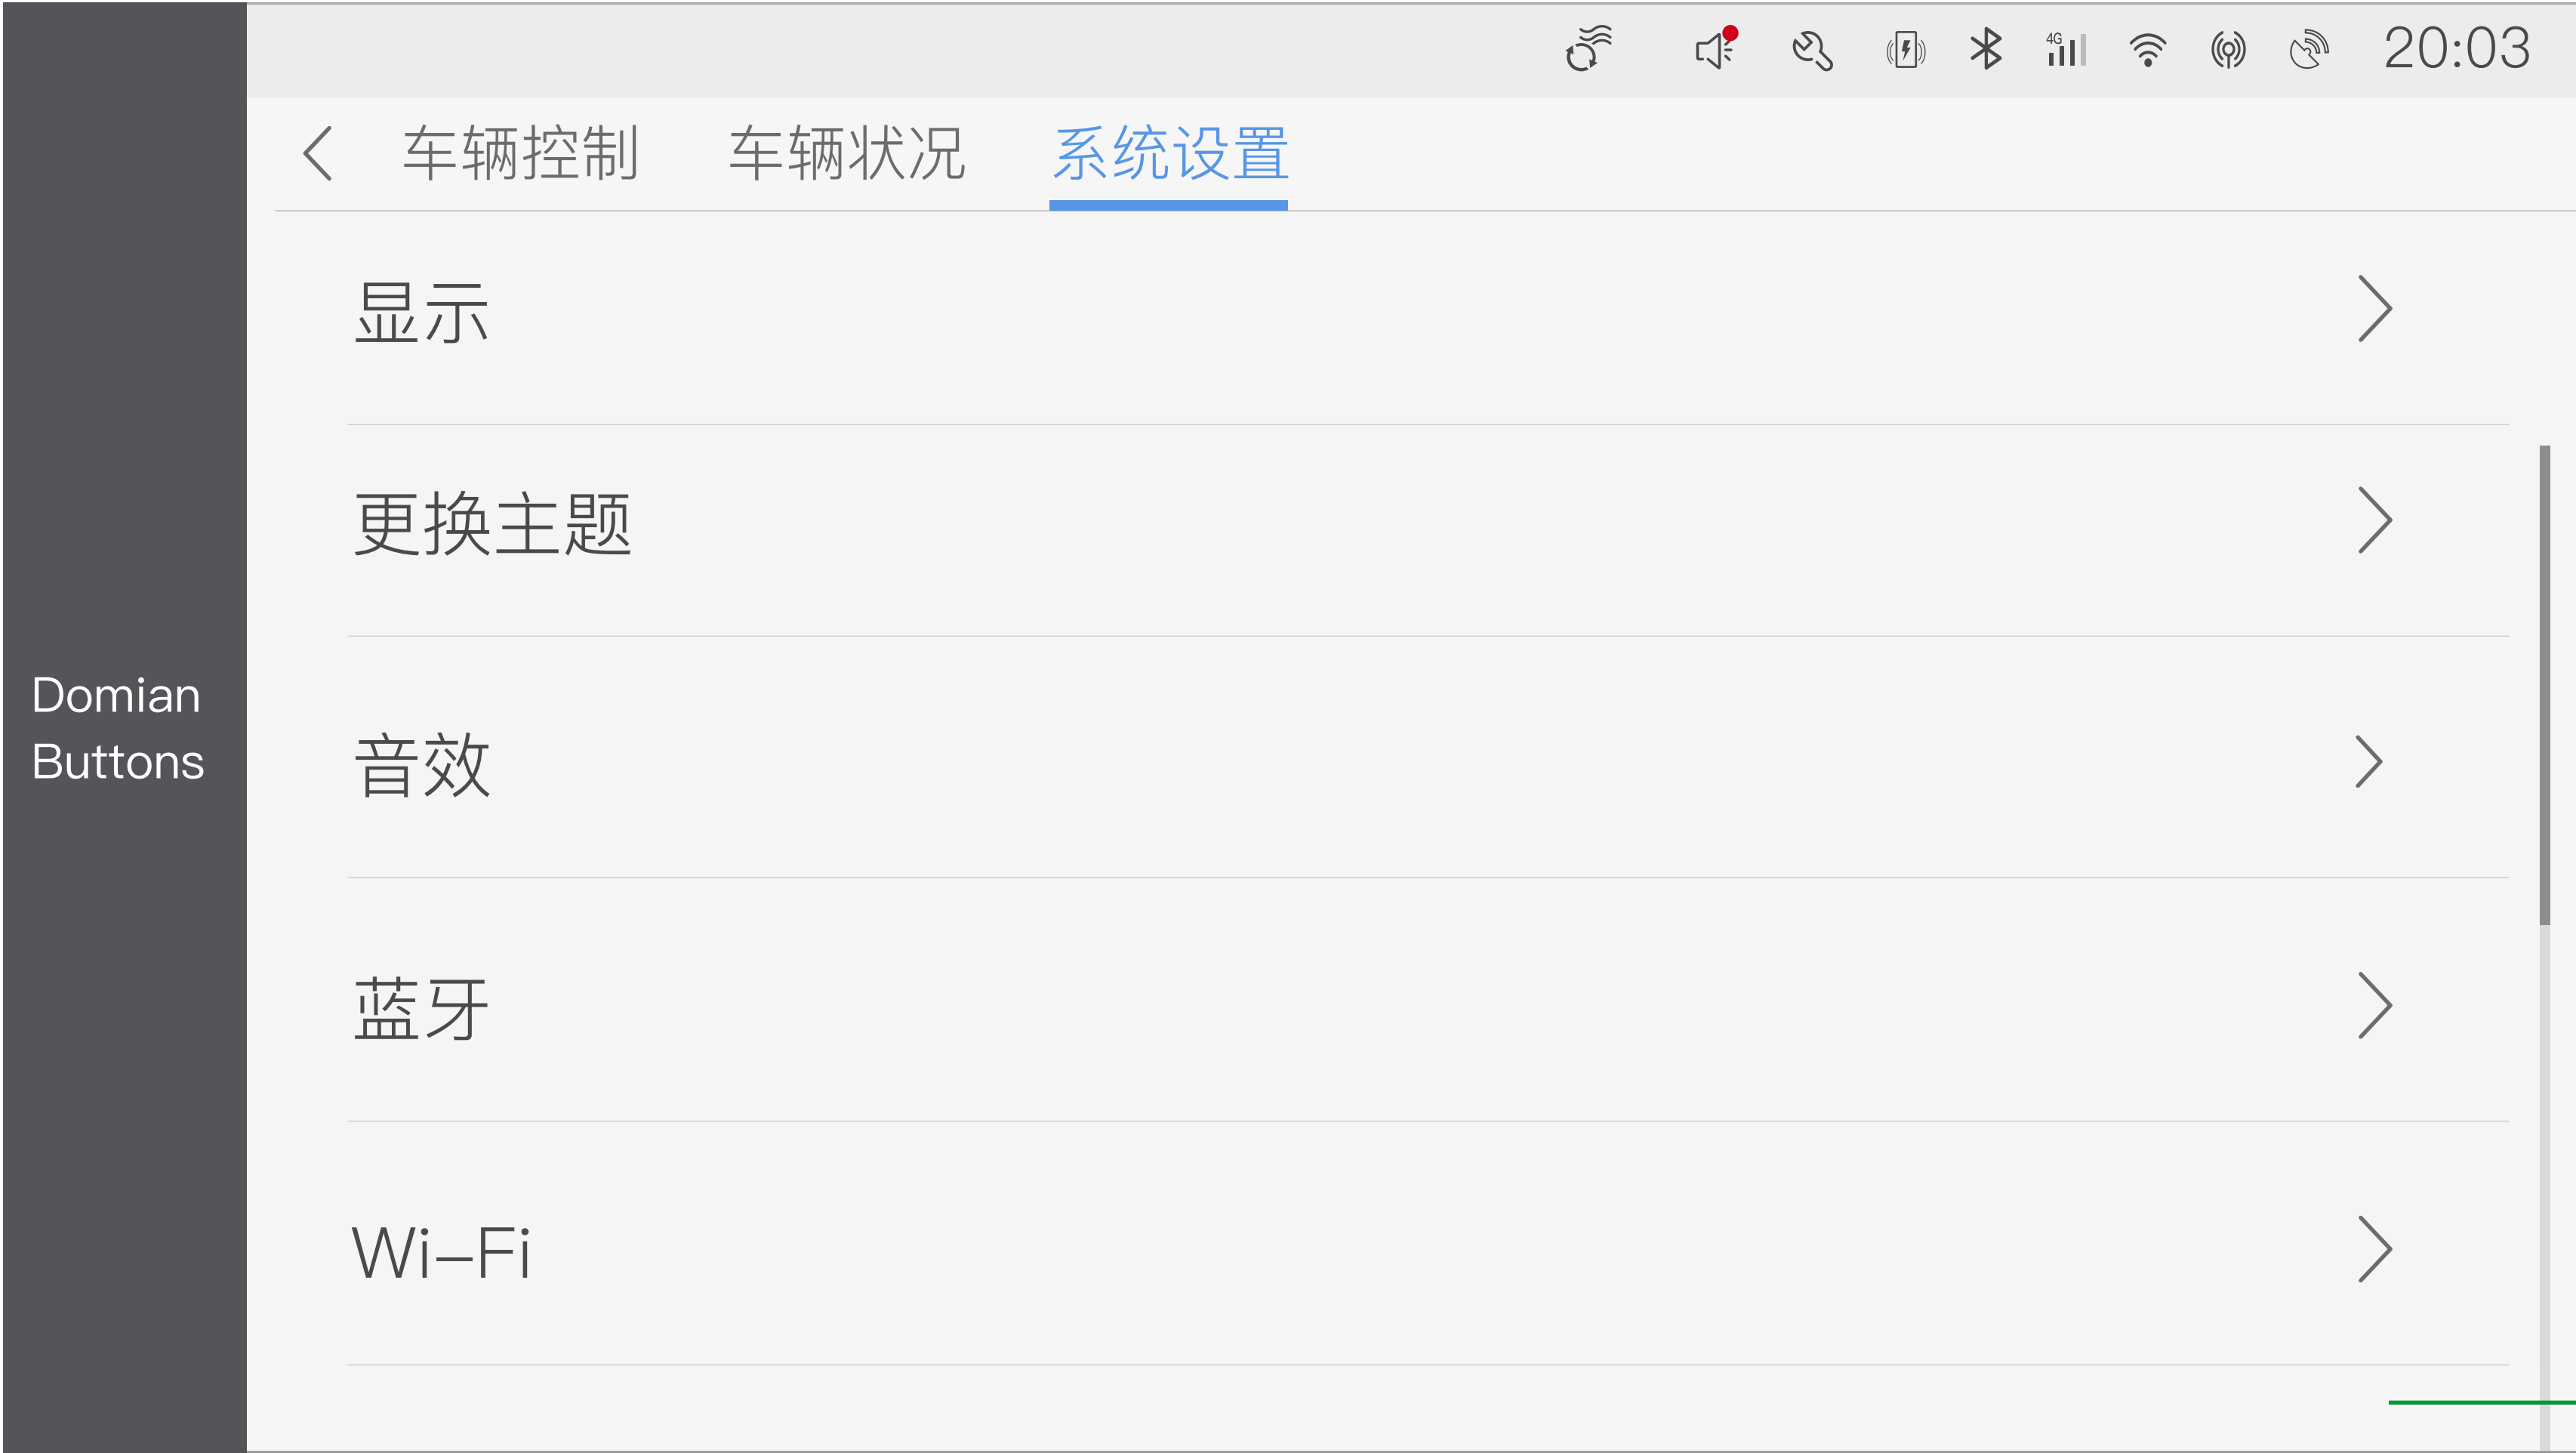 4G
20:03
车辆控制 车辆状况 系统设置
显示
更换主题
Domian
Buttons
音效
蓝牙
Wi-Fi